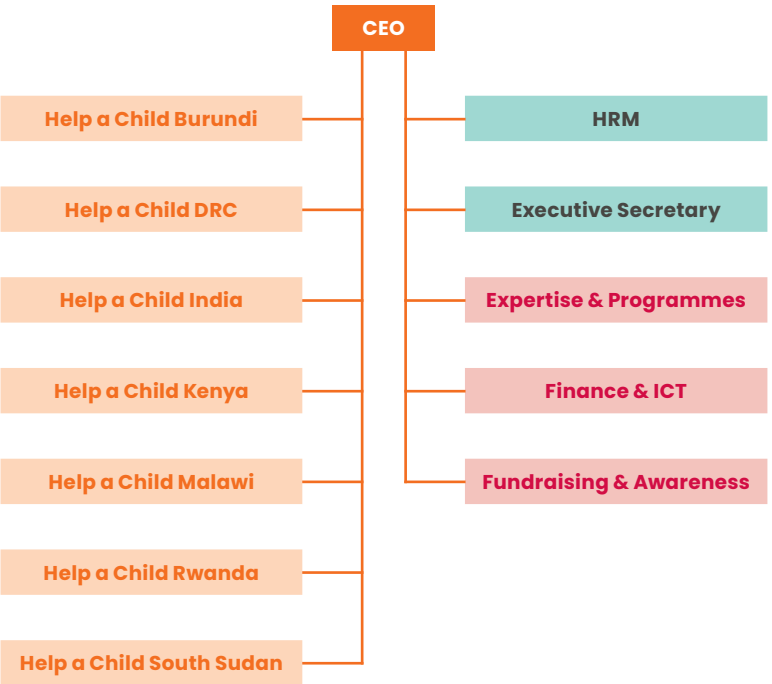 CEO
Help a Child Burundi
Help a Child DRC
Help a Child India
Help a Child Kenya
Help a Child Malawi
Help a Child Rwanda
Help a Child South Sudan
HRM
Executive Secretary
Expertise & Programmes
Finance & ICT
Fundraising & Awareness